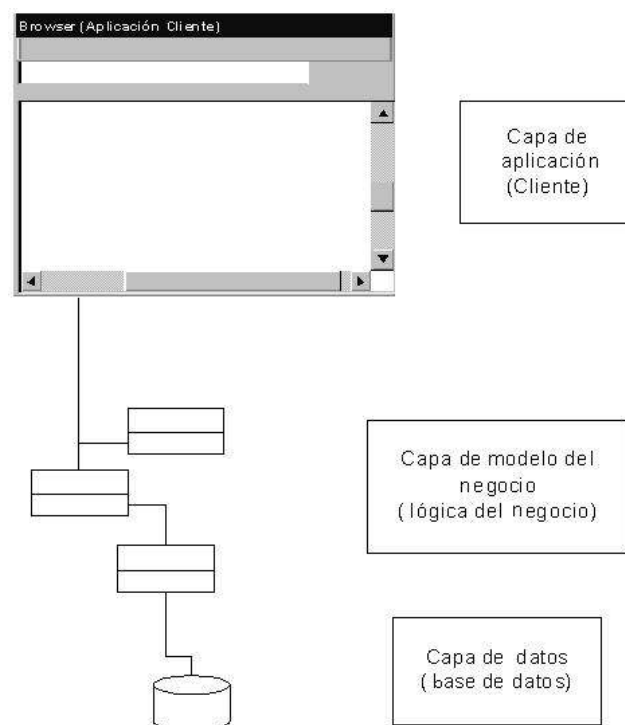 Browser (Aplicación Cliente)
Capa de
aplicación
(Cliente)
Capa de modelo del
negocio
( lógica del negocio)
Capa de datos
( base de datos)